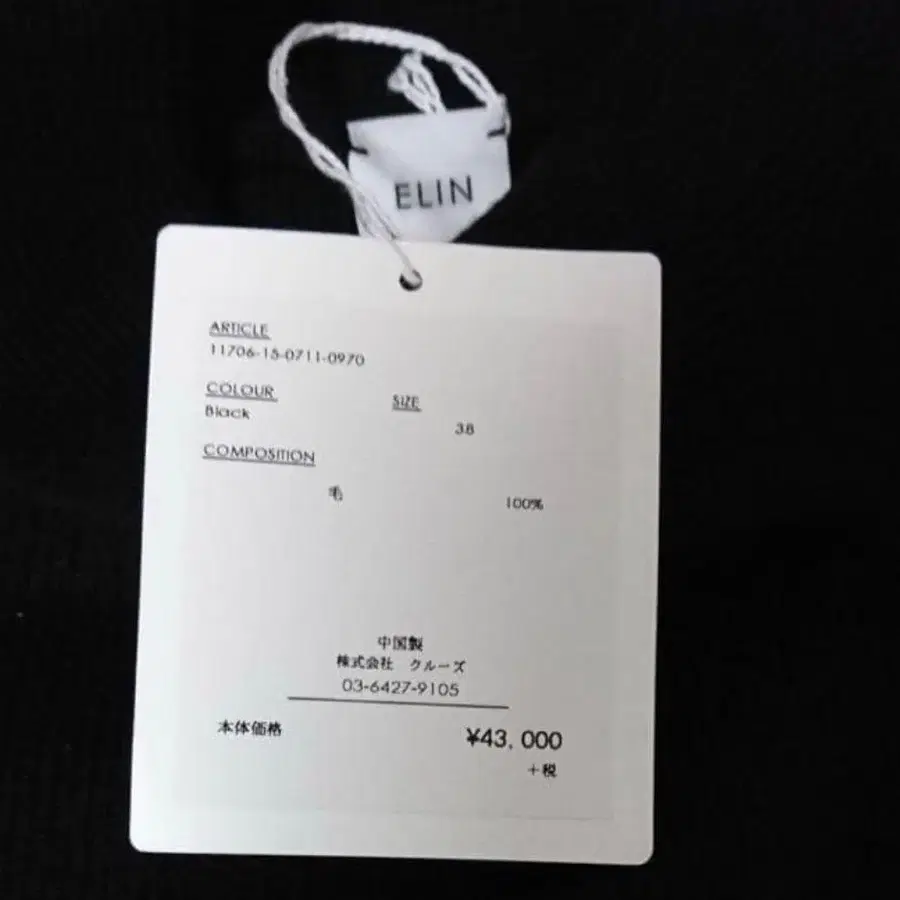 ELIN
ARTICLE
11706-15-0711-0970
COLOUR
Black
SIZE
38
COMPOSITION
毛 100%
中国製
株式会社 クルーズ
03-6427-9105
本体価格 ¥43,000
+税